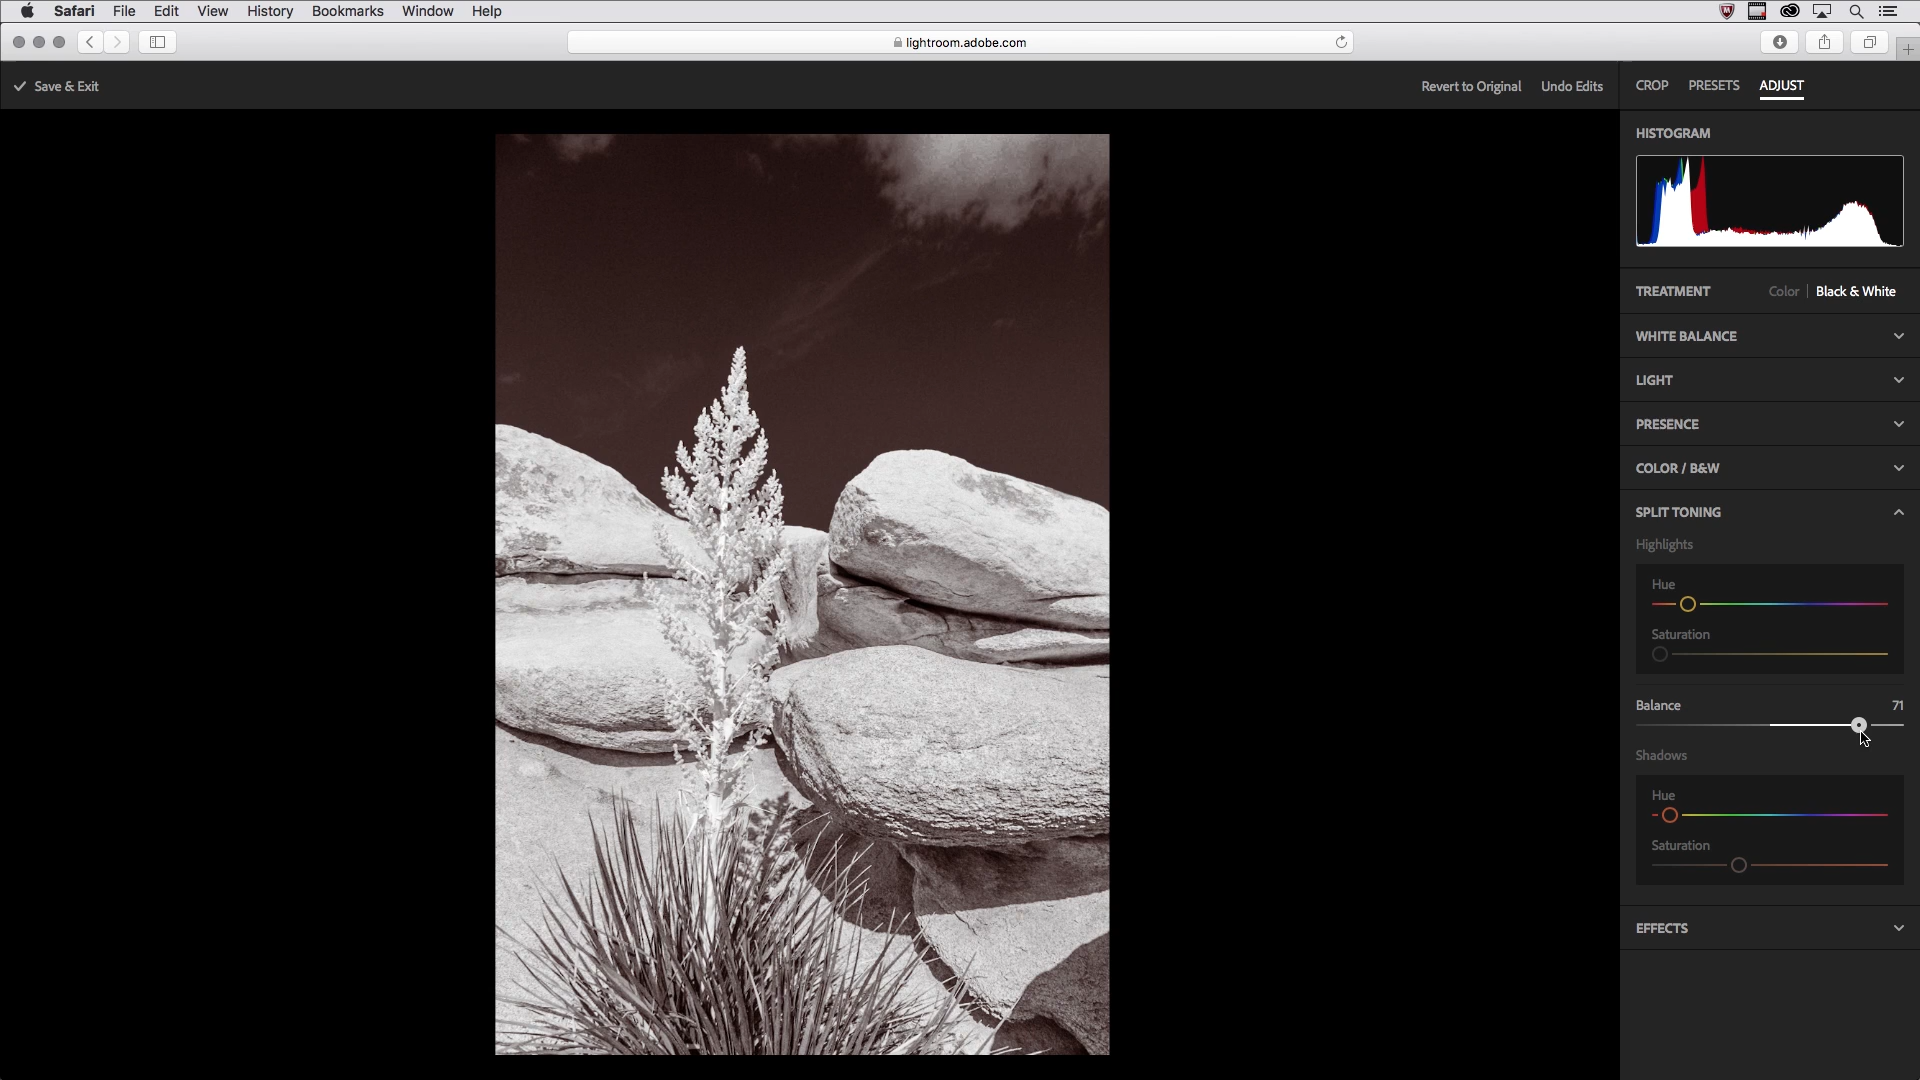 Safari File Edit View History Bookmarks Window Help
lightroom.adobe.com
Save & Exit
Revert to Original Undo Edits
CROP PRESETS ADJUST
HISTOGRAM
TREATMENT Color | Black & White
WHITE BALANCE
LIGHT
PRESENCE
COLOR / B&W
SPLIT TONING
Highlights
Hue
Saturation
Balance 71
Shadows
Hue
Saturation
EFFECTS